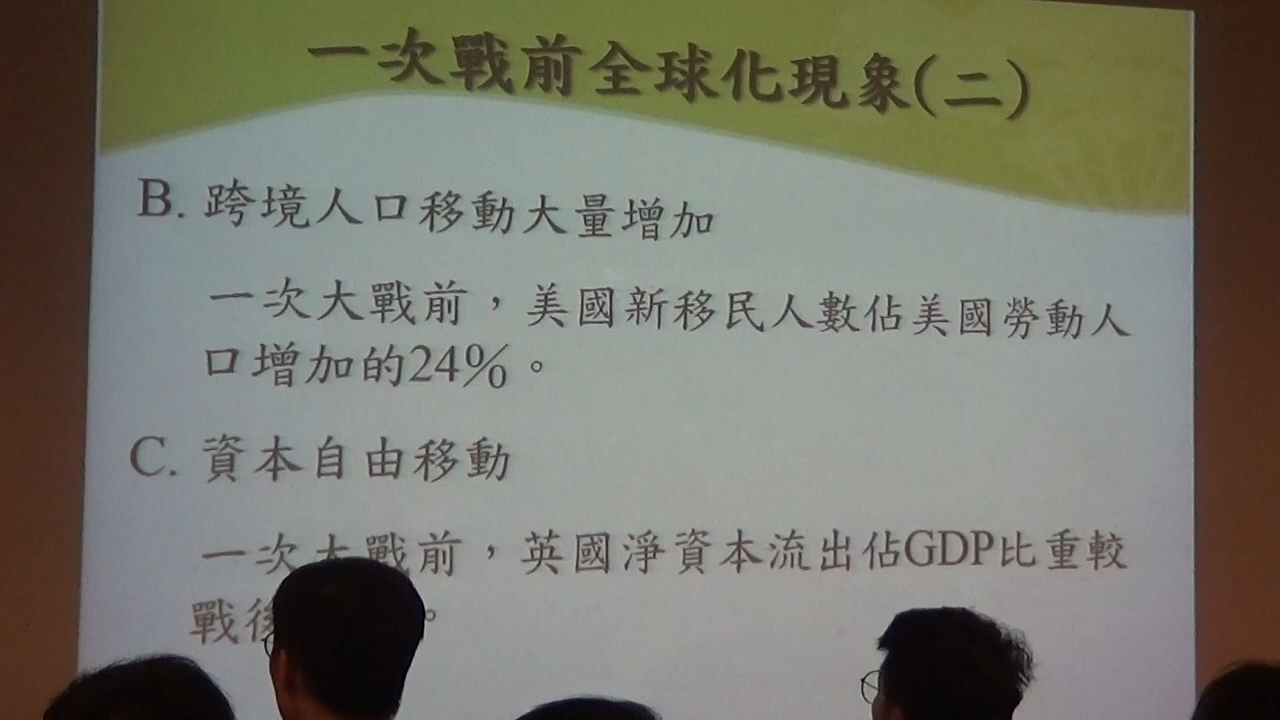 一次戰前全球化現象(二)
B. 跨境人口移動大量增加
一次大戰前，美國新移民人數佔美國勞動人
口增加的24%。
C. 資本自由移動
一次大戰前，英國淨資本流出佔GDP比重較
戰後。